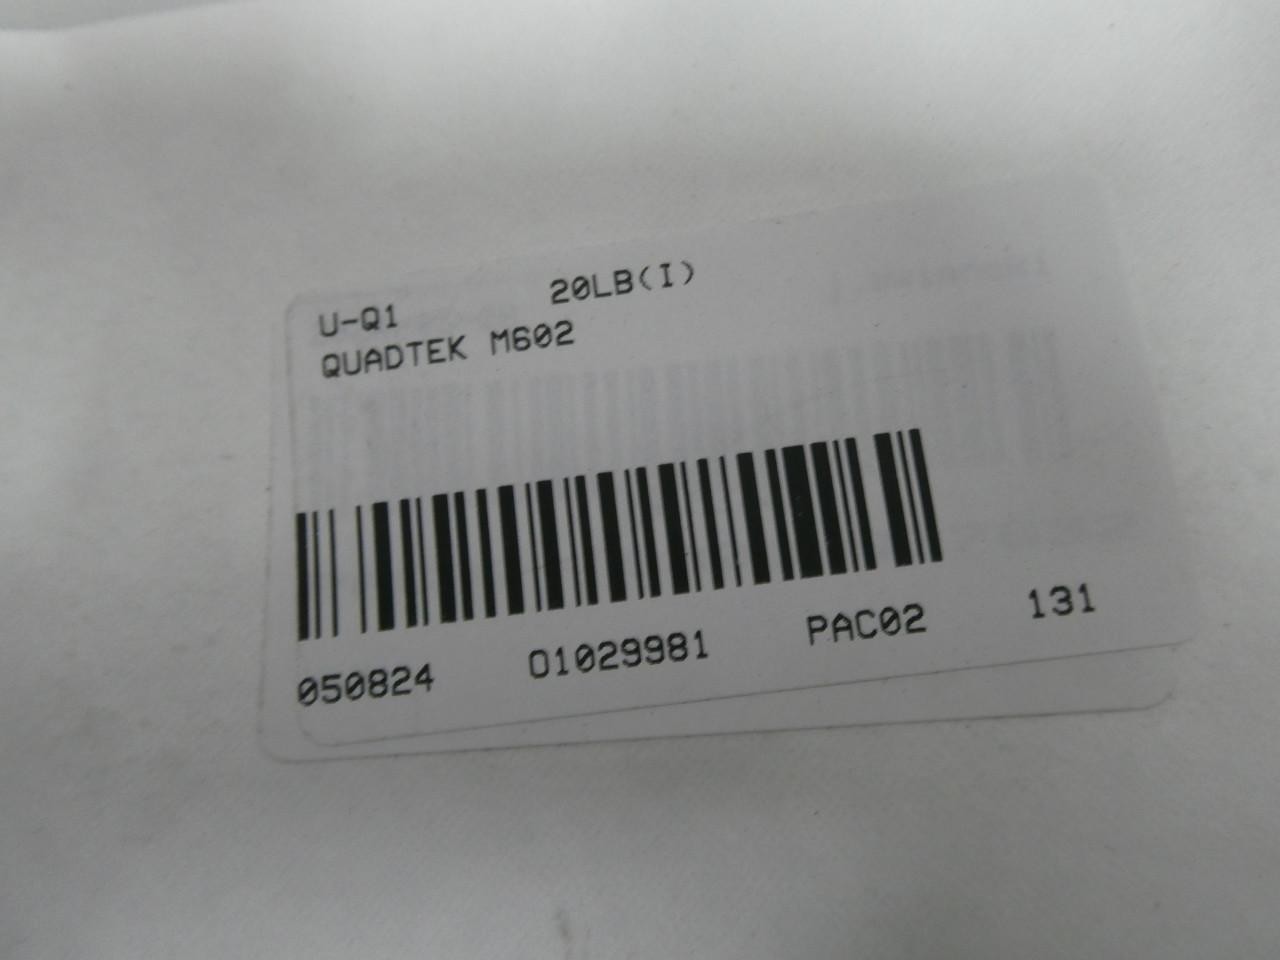 U-Q1 20LB(I)
QUADTEK M602
050824 01029981 PAC02 131